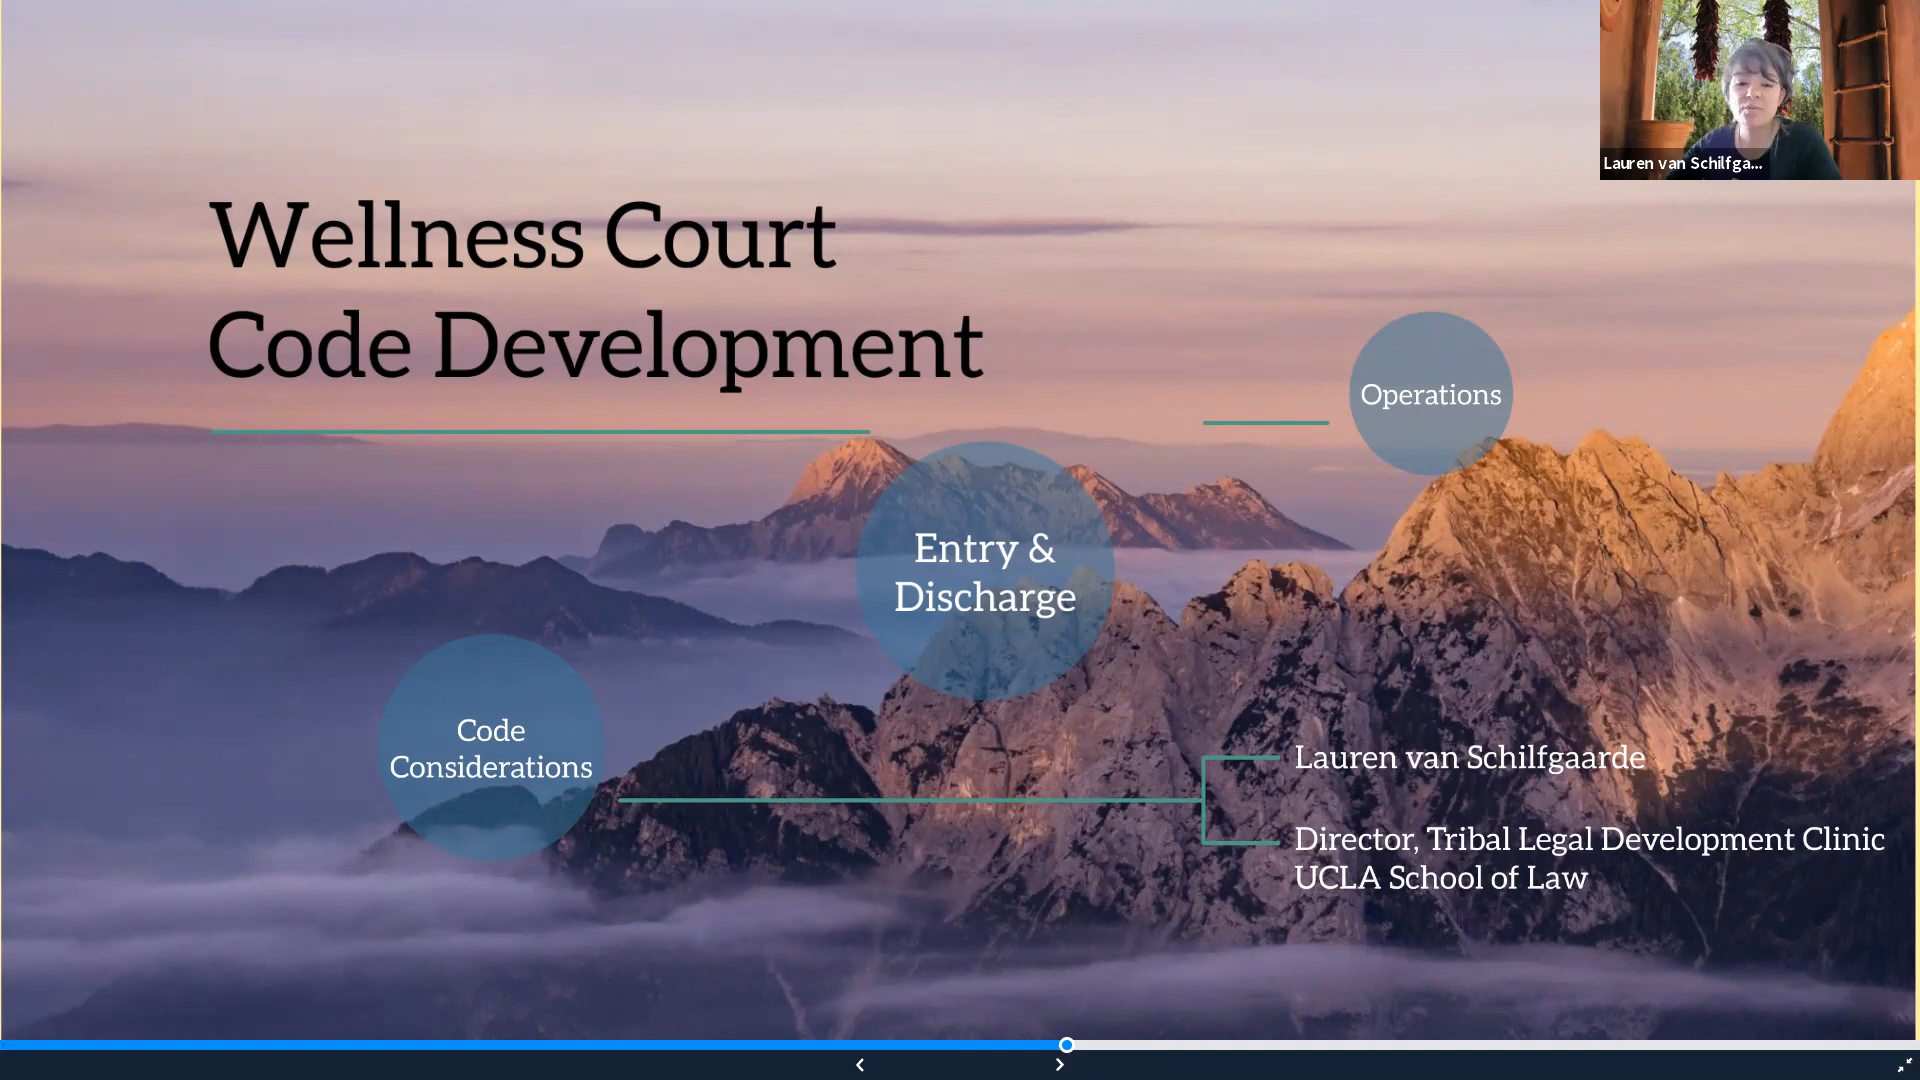 Lauren van Schilfga...
Wellness Court
Code Development
Operations
Entry &
Discharge
Code
Considerations
Lauren van Schilfgaarde
Director, Tribal Legal Development Clinic
UCLA School of Law